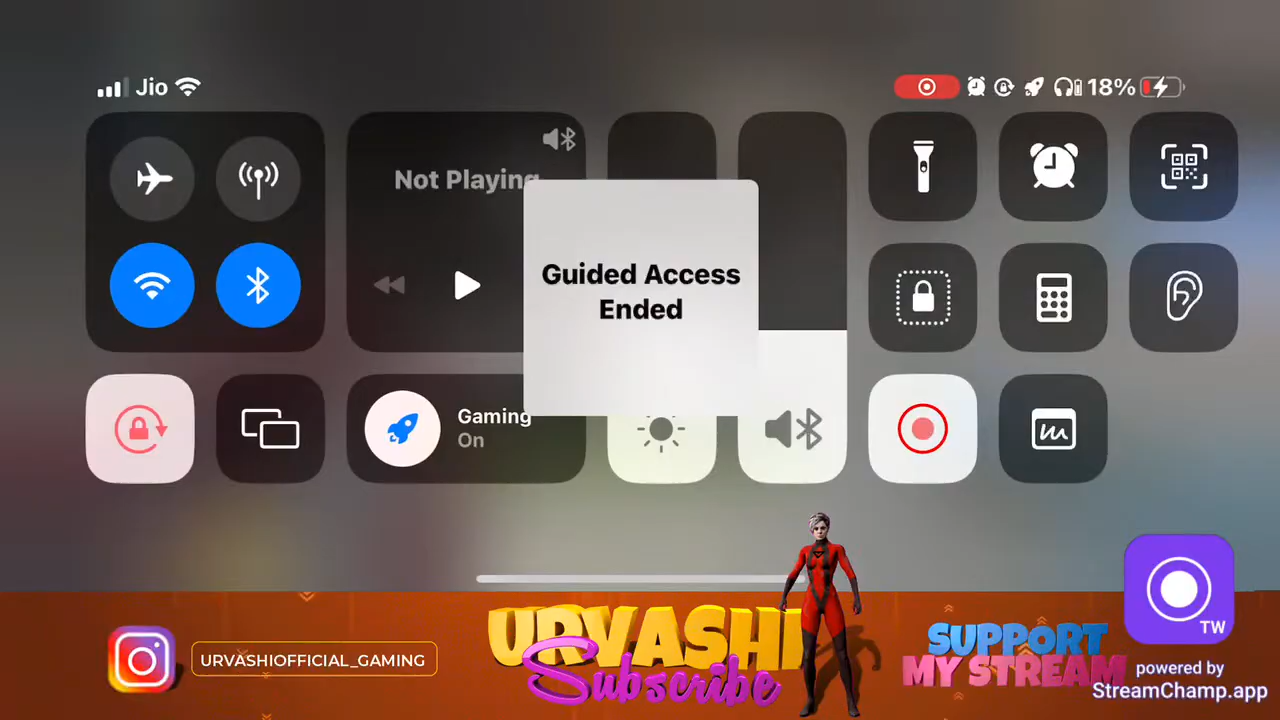 Jio
18%
Not Playing
Guided Access
Ended
Gaming
On
URVASHIOFFICIAL_GAMING
URVASHI
Subscribe
SUPPORT
MY STREAM
TW
powered by
StreamChamp.app